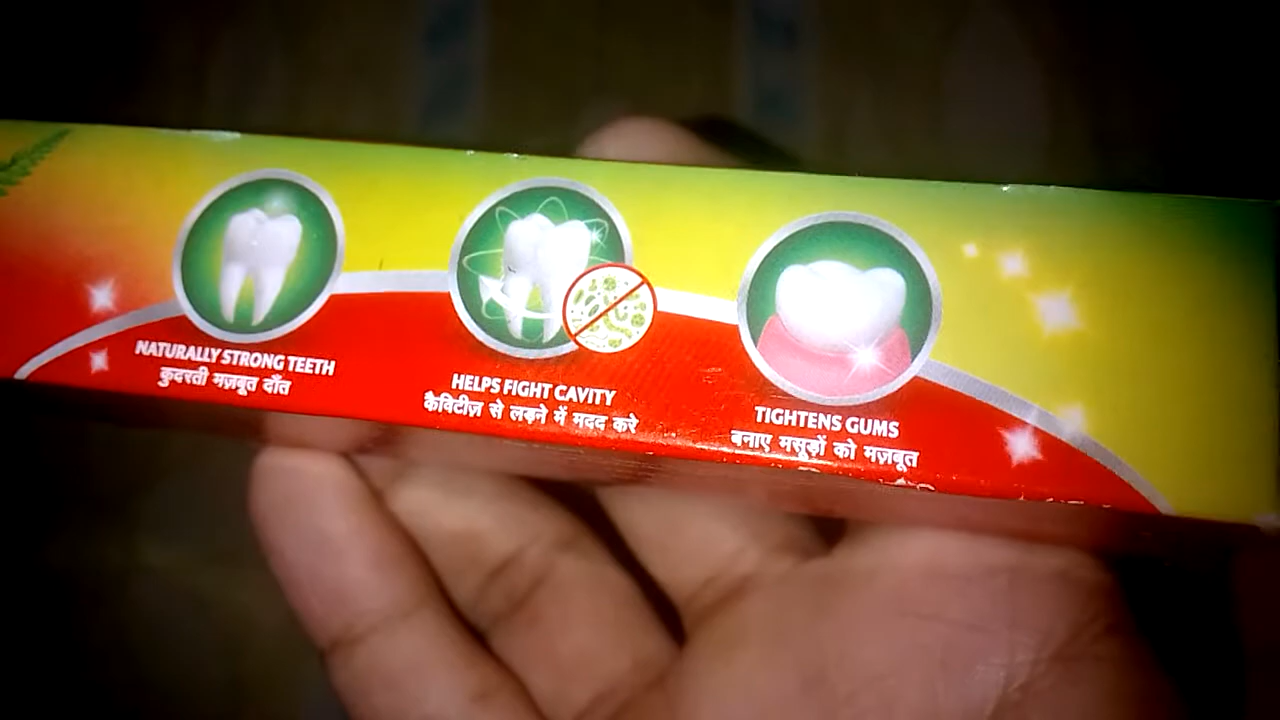 NATURALLY STRONG TEETH
कुदरती मज़बूत दाँत
HELPS FIGHT CAVITY
कैविटीज़ से लड़ने में मदद करे
TIGHTENS GUMS
बनाए मसूड़ों को मज़बूत